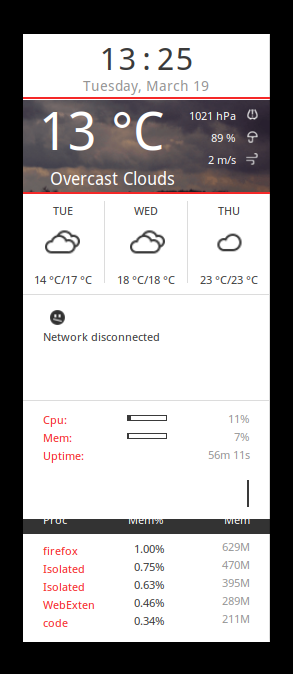 13:25
Tuesday, March 19
13 °C
1021 hPa
89 %
2 m/s
Overcast Clouds
TUE WED THU
14 °C/17 °C 18 °C/18 °C 23 °C/23 °C
Network disconnected
Cpu: 11%
Mem: 7%
Uptime: 56m 11s
Proc Mem% Mem
firefox 1.00% 629M
Isolated 0.75% 470M
Isolated 0.63% 395M
WebExten 0.46% 289M
code 0.34% 211M